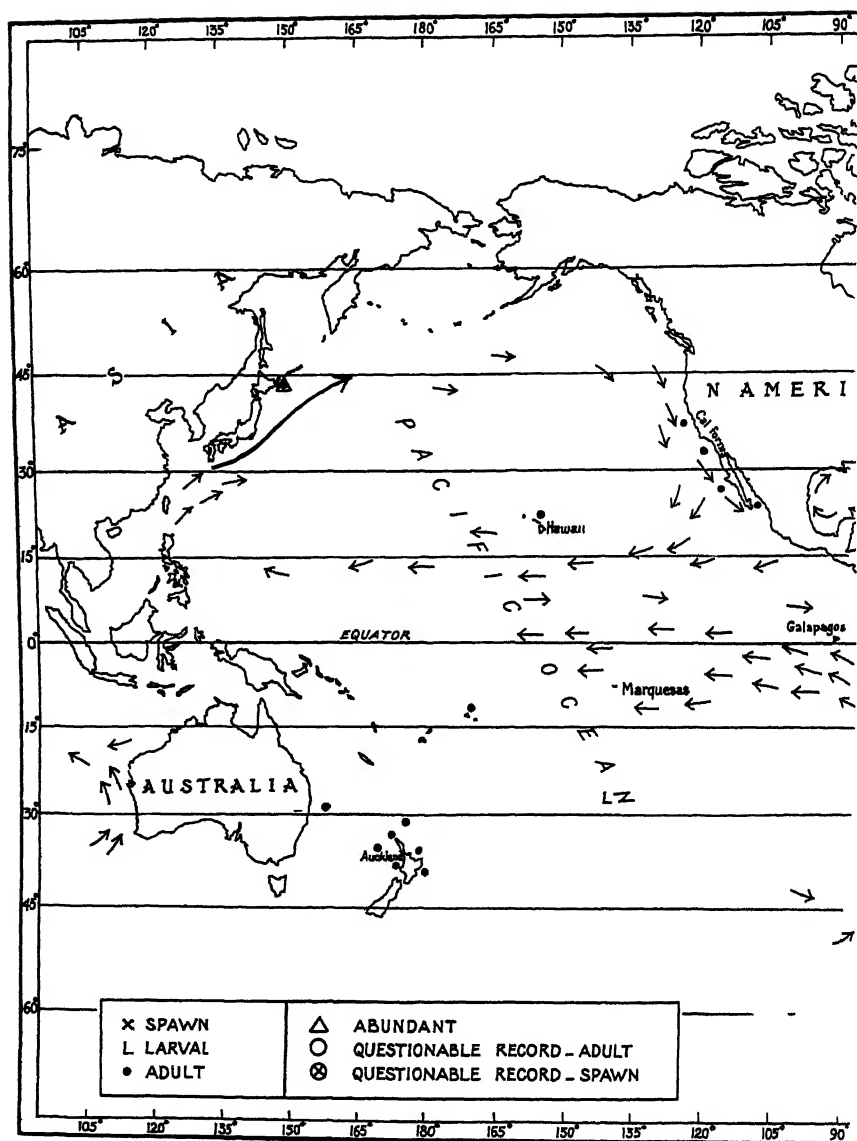 105° 120° 135° 150° 165° 180° 165° 150° 135° 120° 105° 90°
75°
60°
45°
30°
15°
0°
15°
30°
45°
60°
A S I A
N AMERI
PACIFIC OCEAN
Hawaii
EQUATOR
Galapagos
Marquesas
AUSTRALIA
Auckland
× SPAWN
L LARVAL
• ADULT
△ ABUNDANT
○ QUESTIONABLE RECORD - ADULT
⊗ QUESTIONABLE RECORD - SPAWN
105° 120° 135° 150° 165° 180° 165° 150° 135° 120° 105° 90°